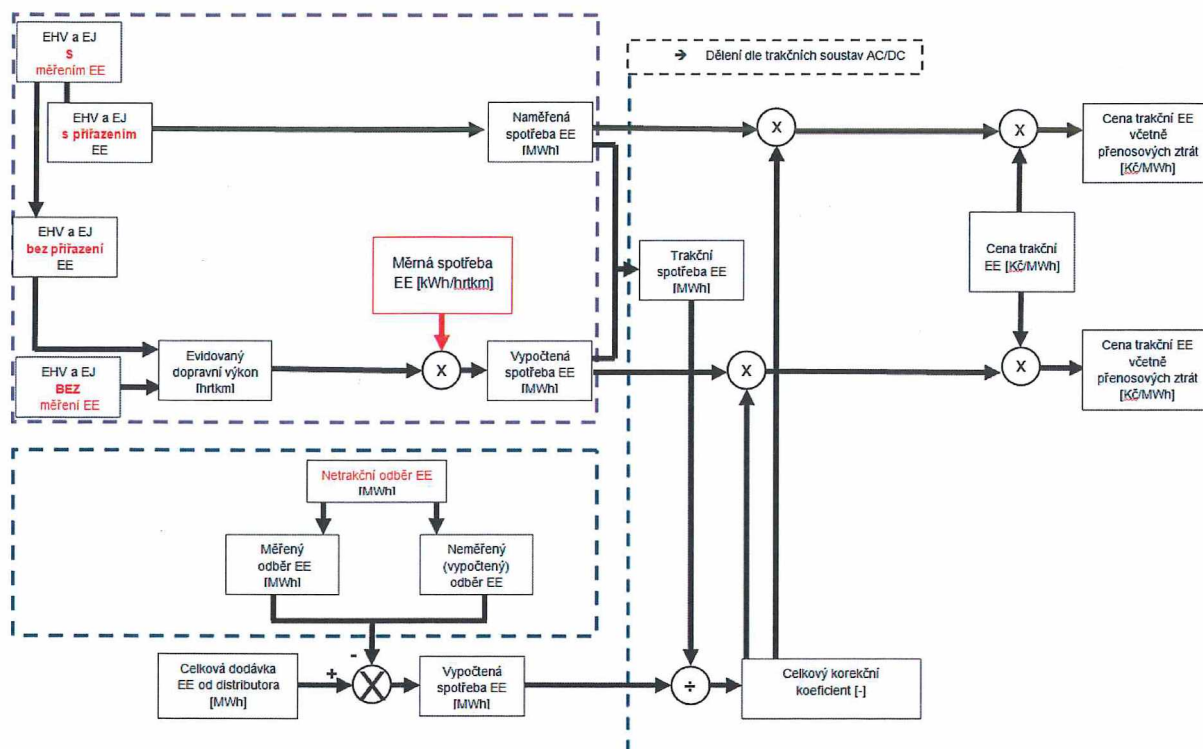 EHV a EJ
S
měřením EE
EHV a EJ
s přiřazením
EE
Naměřená
spotřeba EE
[MWh]
→ Dělení dle trakčních soustav AC/DC
X
X
Cena trakční EE
včetně
přenosových ztrát
[Kč/MWh]
EHV a EJ
bez přiřazení
EE
Měrná spotřeba
EE [kWh/hrtkm]
Trakční
spotřeba EE
[MWh]
Cena trakční
EE [Kč/MWh]
EHV a EJ
BEZ
měření EE
Evidovaný
dopravní výkon
[hrtkm]
X
Vypočtená
spotřeba EE
[MWh]
X
X
Cena trakční EE
včetně
přenosových ztrát
[Kč/MWh]
Netrakční odběr EE
[MWh]
Měřený
odběr EE
[MWh]
Neměřený
(vypočtený)
odběr EE
Celková dodávka
EE od distributora
[MWh]
+
-
X
Vypočtená
spotřeba EE
[MWh]
÷
Celkový korekční
koeficient [-]